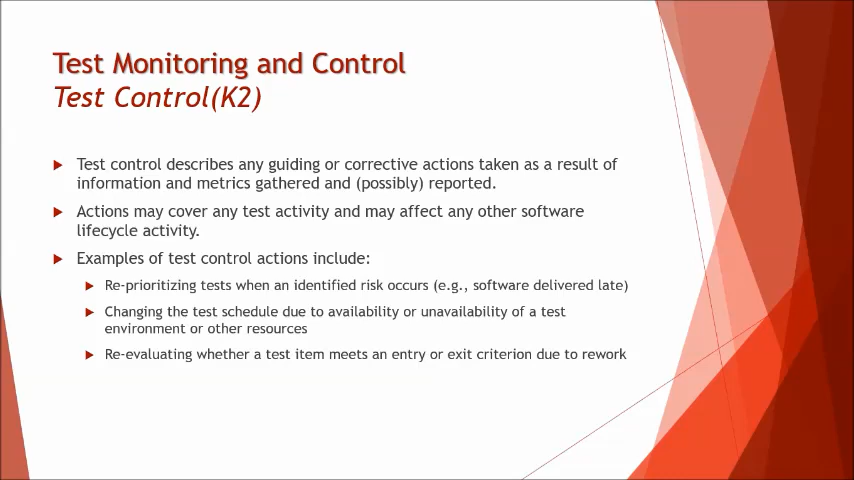 Test Monitoring and Control
Test Control(K2)
Test control describes any guiding or corrective actions taken as a result of
information and metrics gathered and (possibly) reported.
Actions may cover any test activity and may affect any other software
lifecycle activity.
Examples of test control actions include:
Re-prioritizing tests when an identified risk occurs (e.g., software delivered late)
Changing the test schedule due to availability or unavailability of a test
environment or other resources
Re-evaluating whether a test item meets an entry or exit criterion due to rework